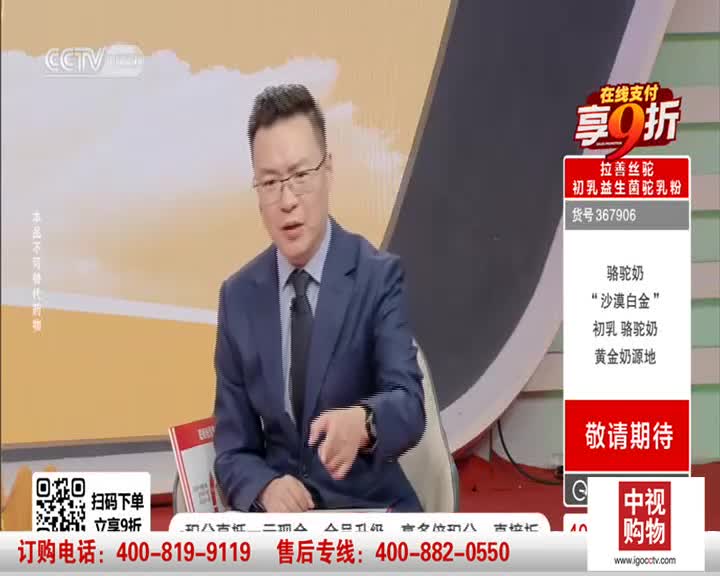 CCTV
在线支付
享9折
拉善丝驼
初乳益生菌驼乳粉
货号367906
骆驼奶
“沙漠白金”
初乳 骆驼奶
黄金奶源地
敬请期待
本品不可替代药物
扫码下单
立享9折
中视
购物
www.igocctv.com
订购电话：400-819-9119 售后专线：400-882-0550